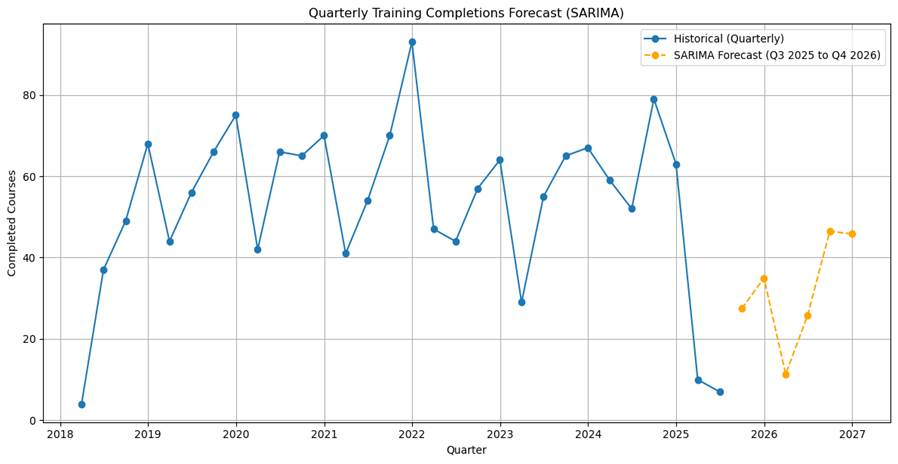 Quarterly Training Completions Forecast (SARIMA)
Historical (Quarterly)
SARIMA Forecast (Q3 2025 to Q4 2026)
Completed Courses
80
60
40
20
0
2018 2019 2020 2021 2022 2023 2024 2025 2026 2027
Quarter